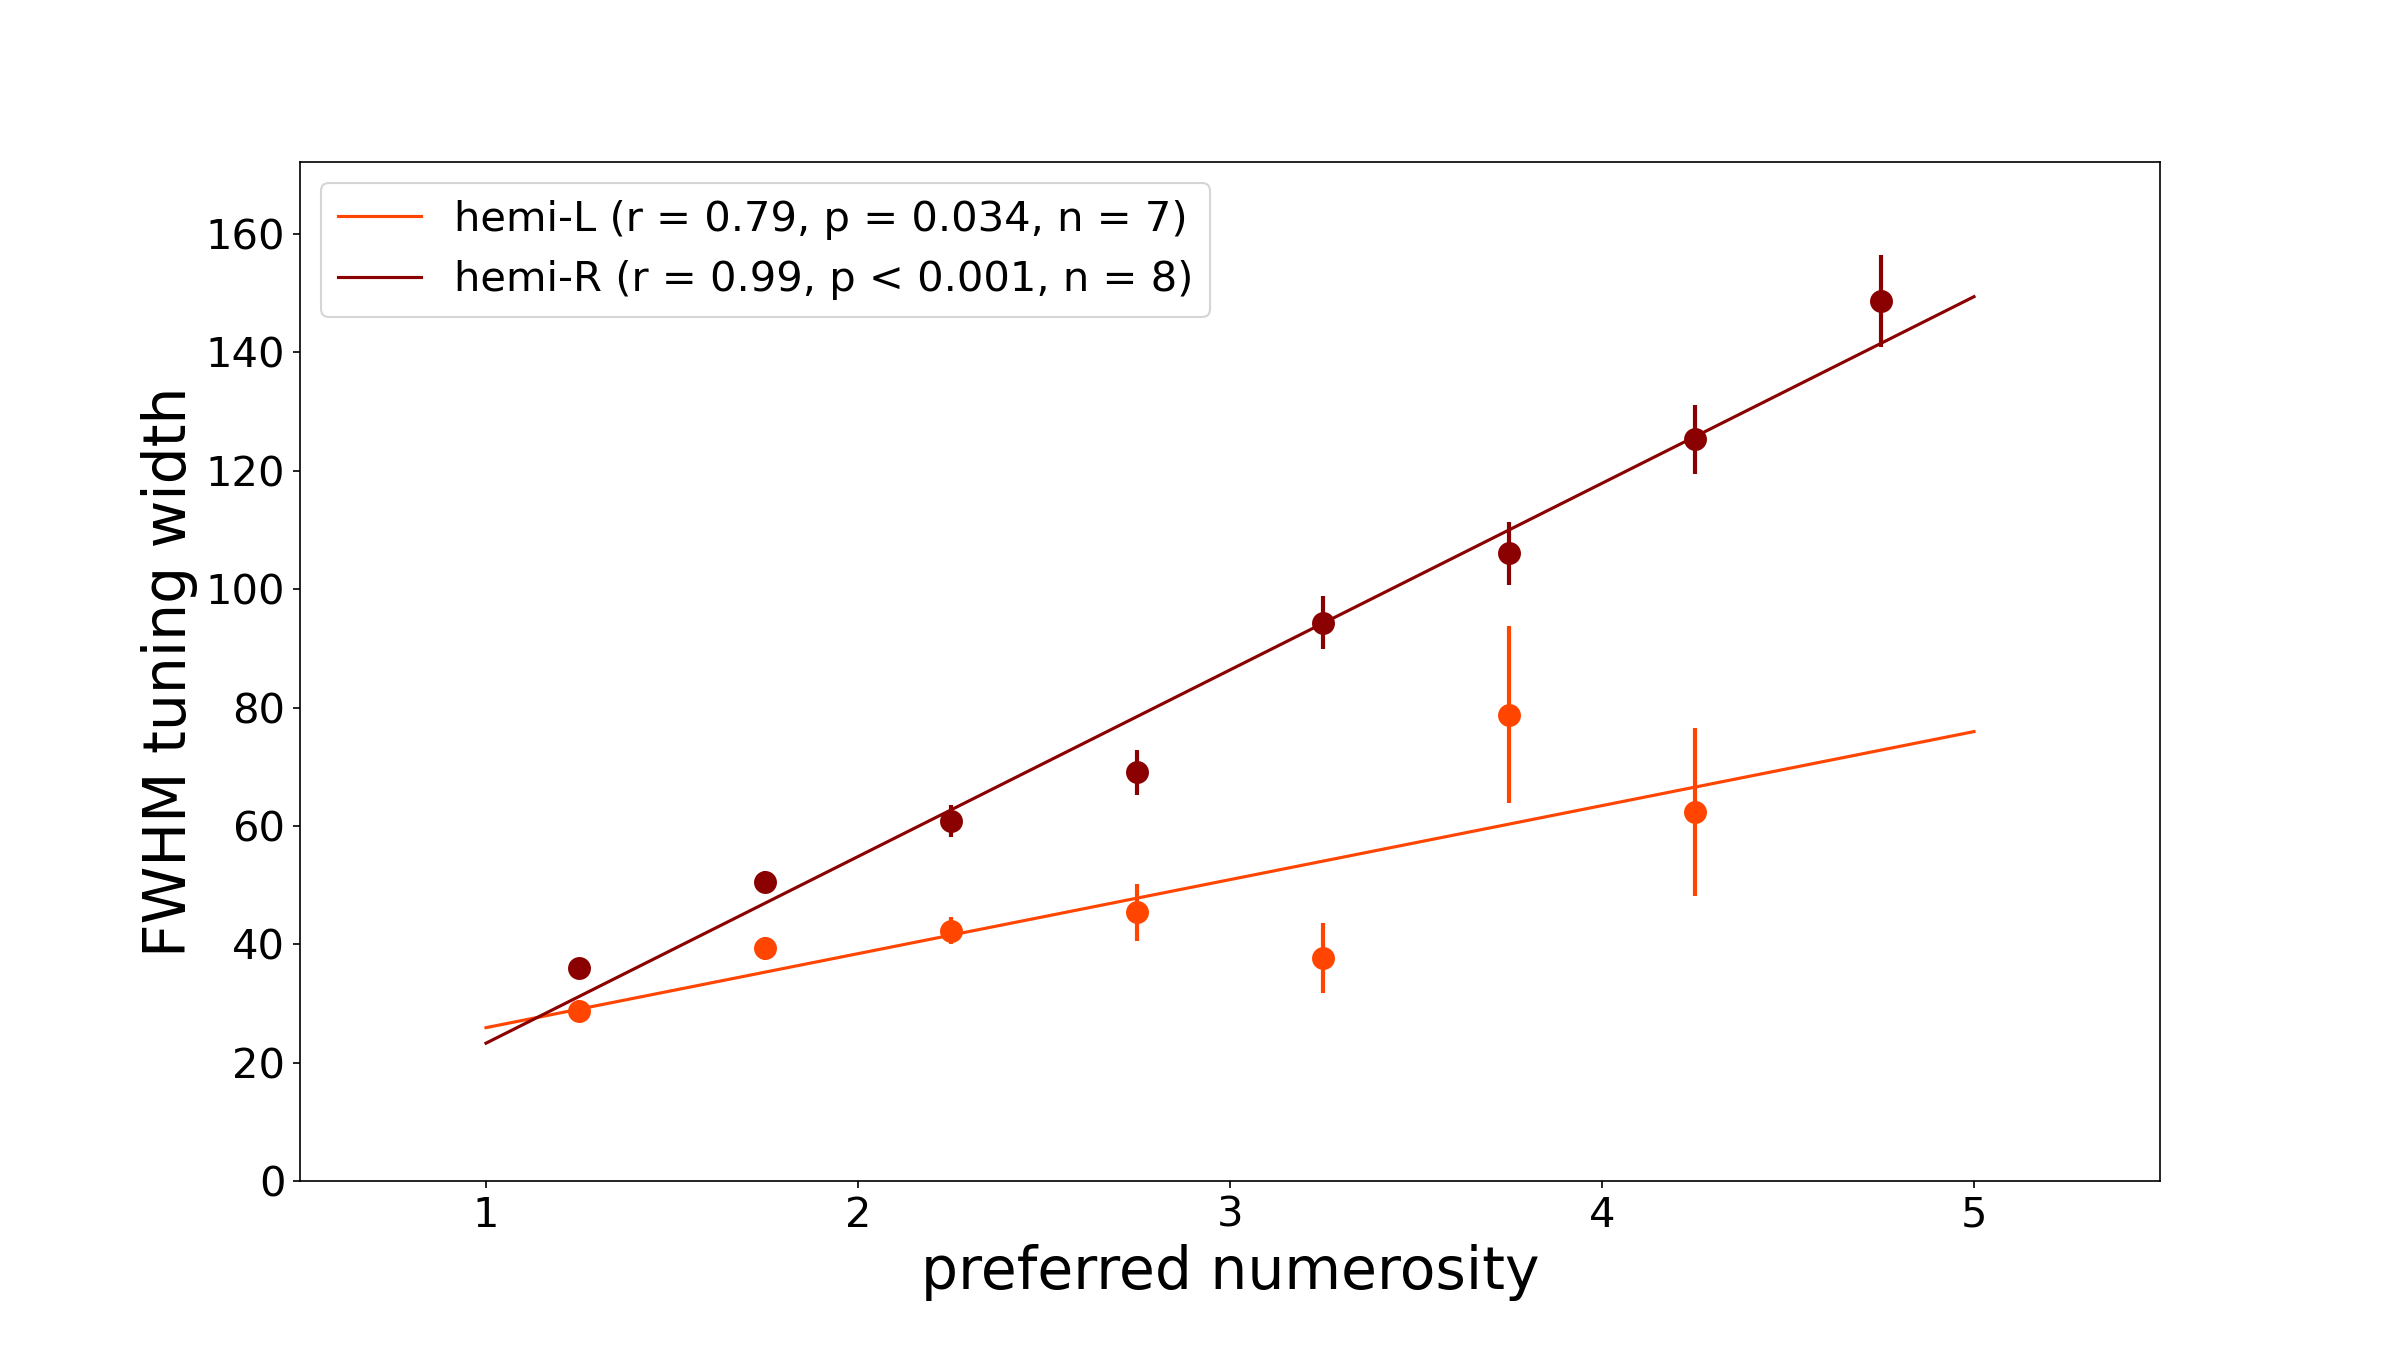 hemi-L (r = 0.79, p = 0.034, n = 7)
hemi-R (r = 0.99, p < 0.001, n = 8)
FWHM tuning width
160
140
120
100
80
60
40
20
0
1 2 3 4 5
preferred numerosity